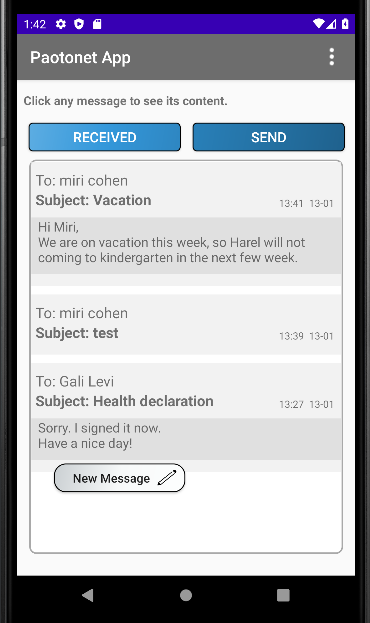 1:42
Paotonet App
Click any message to see its content.
RECEIVED SEND
To: miri cohen
Subject: Vacation 13:41 13-01
Hi Miri,
We are on vacation this week, so Harel will not
coming to kindergarten in the next few week.
To: miri cohen
Subject: test 13:39 13-01
To: Gali Levi
Subject: Health declaration 13:27 13-01
Sorry. I signed it now.
Have a nice day!
New Message